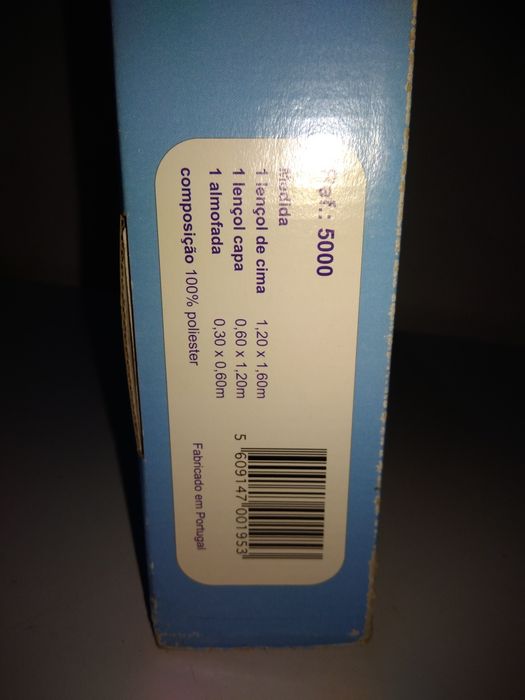 Ref.: 5000
Medida
1 lençol de cima 1,20 x 1,60m
1 lençol capa 0,60 x 1,20m
1 almofada 0,30 x 0,60m
composição 100% poliester
5 609147 001953
Fabricado em Portugal